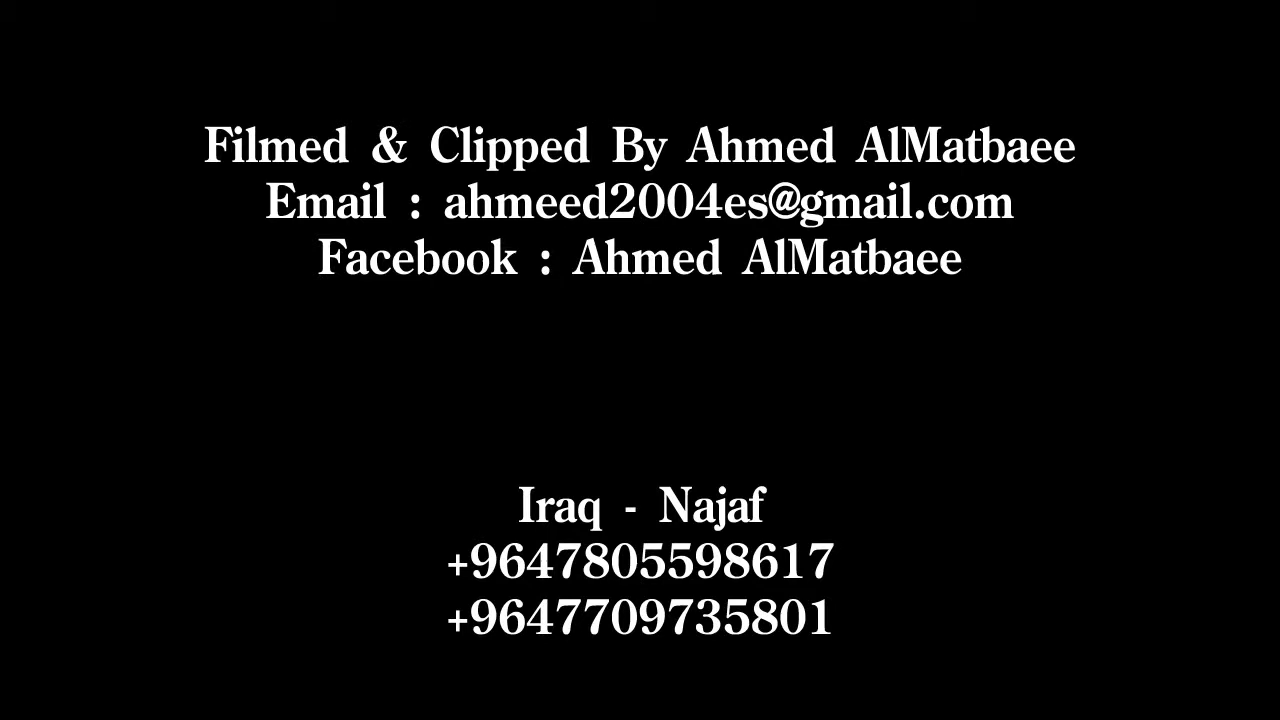 Filmed & Clipped By Ahmed AlMatbaee
Email : ahmeed2004es@gmail.com
Facebook : Ahmed AlMatbaee
Iraq - Najaf
+9647805598617
+9647709735801